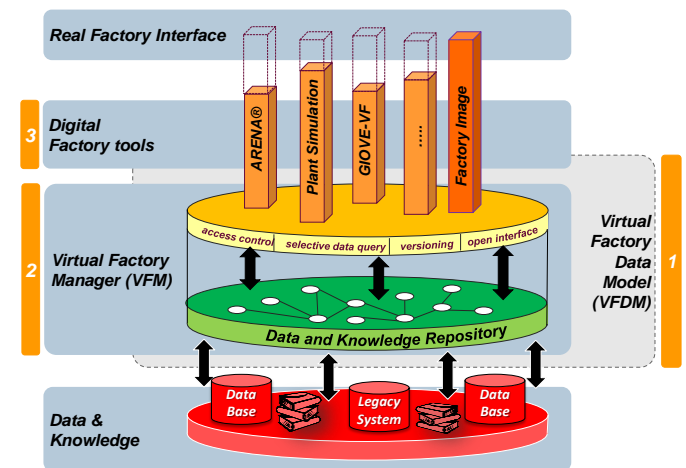 Real Factory Interface
3
Digital
Factory tools
ARENA®
Plant Simulation
GIOVE-VF
.....
Factory Image
2
Virtual Factory
Manager (VFM)
access control
selective data query
versioning
open interface
Data and Knowledge Repository
Virtual
Factory
Data
Model
(VFDM)
1
Data &
Knowledge
Data
Base
Legacy
System
Data
Base